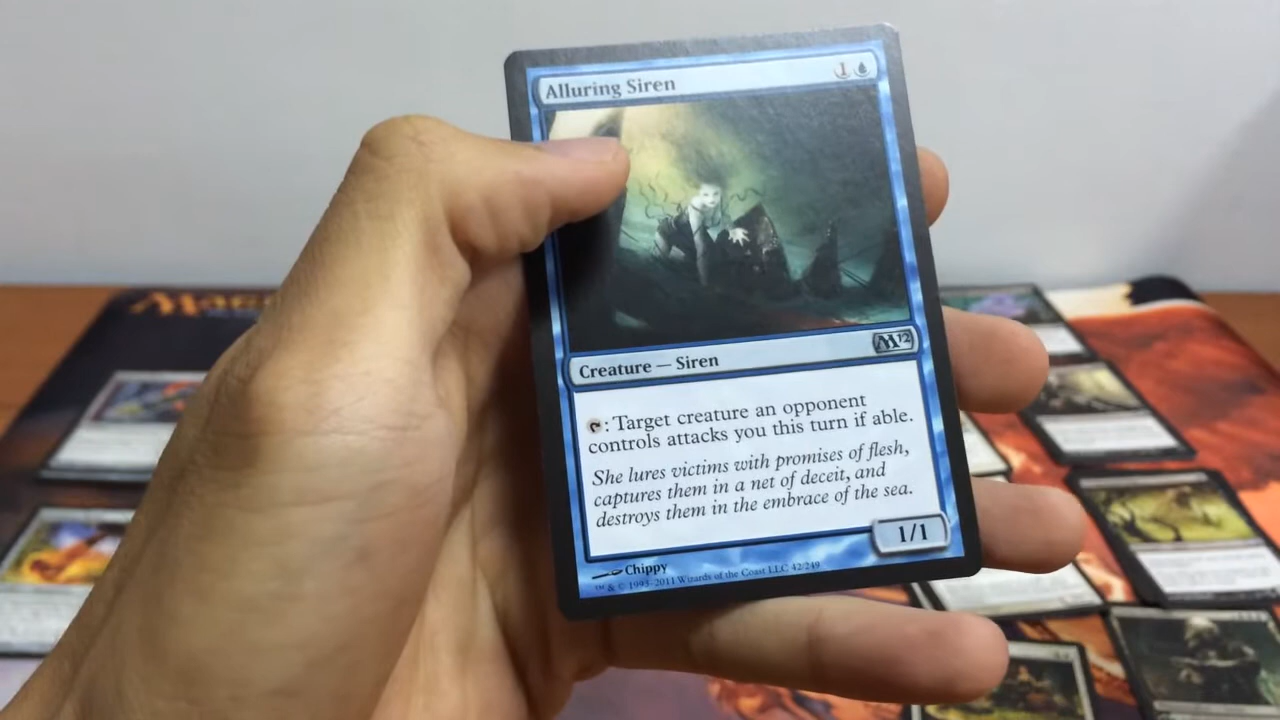 Alluring Siren 1
M12
Creature — Siren
: Target creature an opponent
controls attacks you this turn if able.
She lures victims with promises of flesh,
captures them in a net of deceit, and
destroys them in the embrace of the sea.
1/1
Chippy
™ & © 1993–2011 Wizards of the Coast LLC 42/249